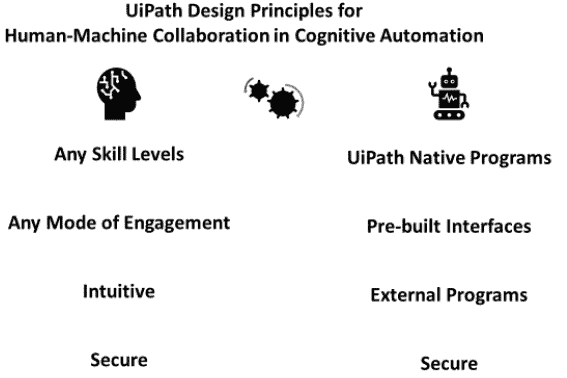 UiPath Design Principles for
Human-Machine Collaboration in Cognitive Automation
Any Skill Levels
UiPath Native Programs
Any Mode of Engagement
Pre-built Interfaces
Intuitive
External Programs
Secure
Secure